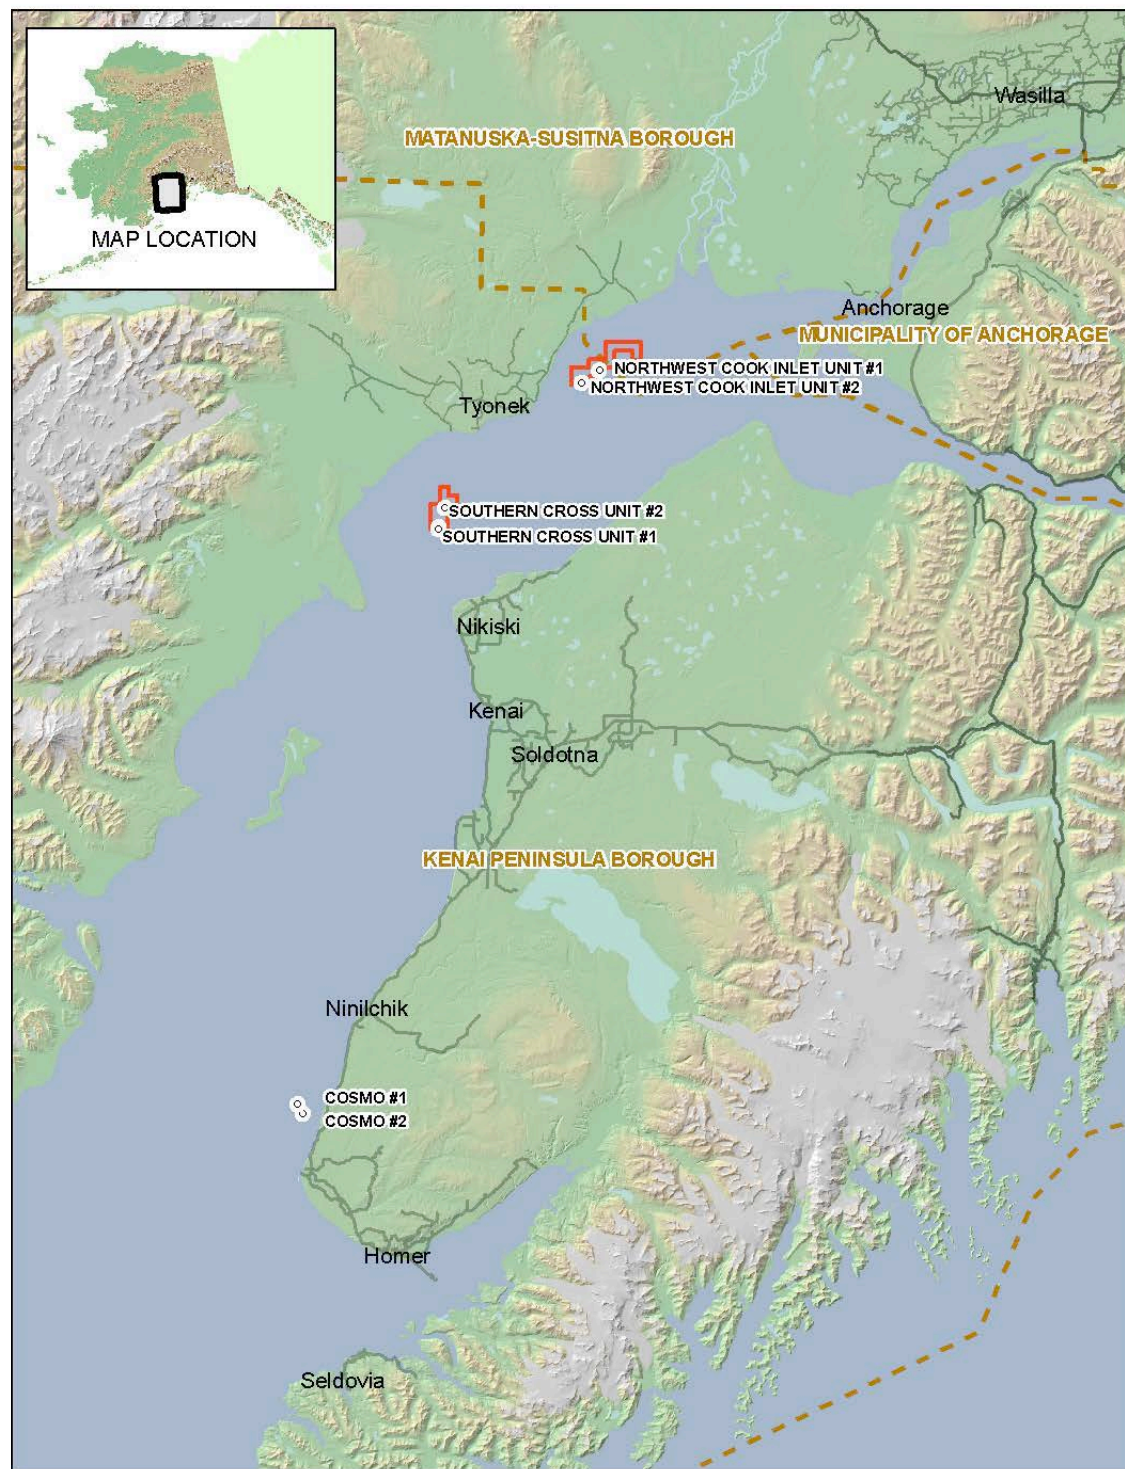 Wasilla
MATANUSKA-SUSITNA BOROUGH
MAP LOCATION
Anchorage
MUNICIPALITY OF ANCHORAGE
NORTHWEST COOK INLET UNIT #1
NORTHWEST COOK INLET UNIT #2
Tyonek
SOUTHERN CROSS UNIT #2
SOUTHERN CROSS UNIT #1
Nikiski
Kenai
Soldotna
KENAI PENINSULA BOROUGH
Ninilchik
COSMO #1
COSMO #2
Homer
Seldovia